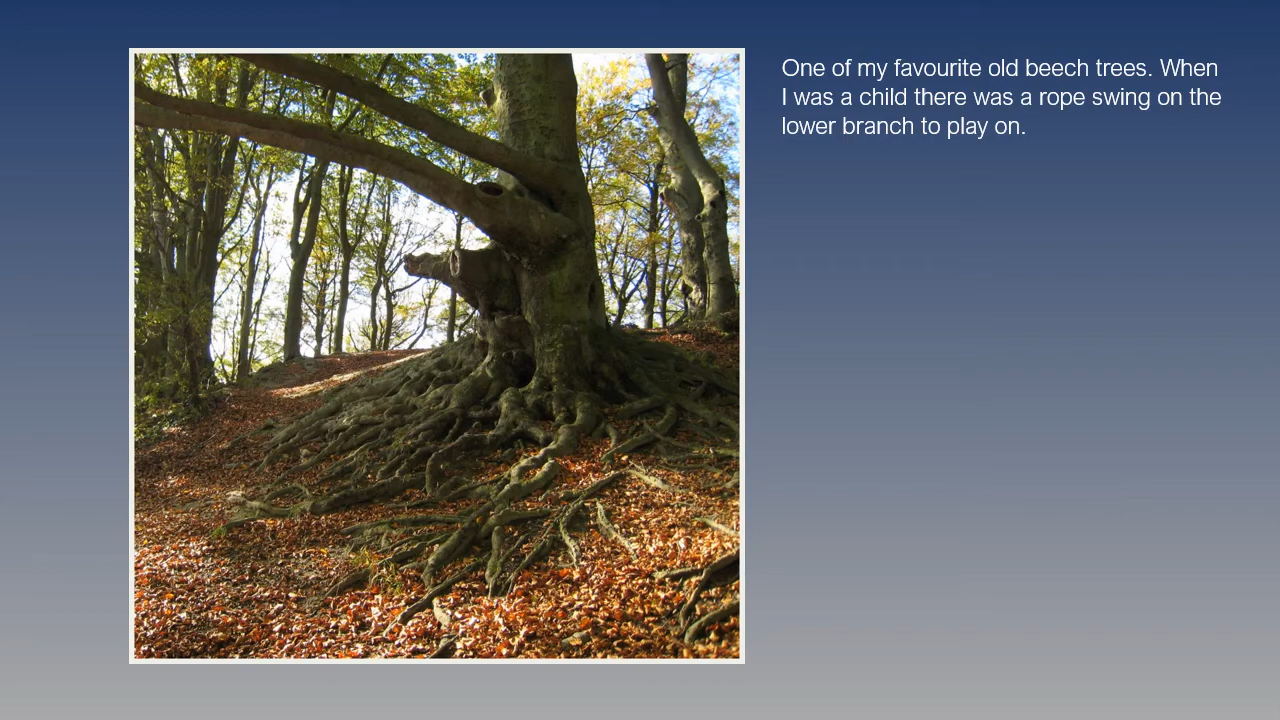 One of my favourite old beech trees. When
I was a child there was a rope swing on the
lower branch to play on.